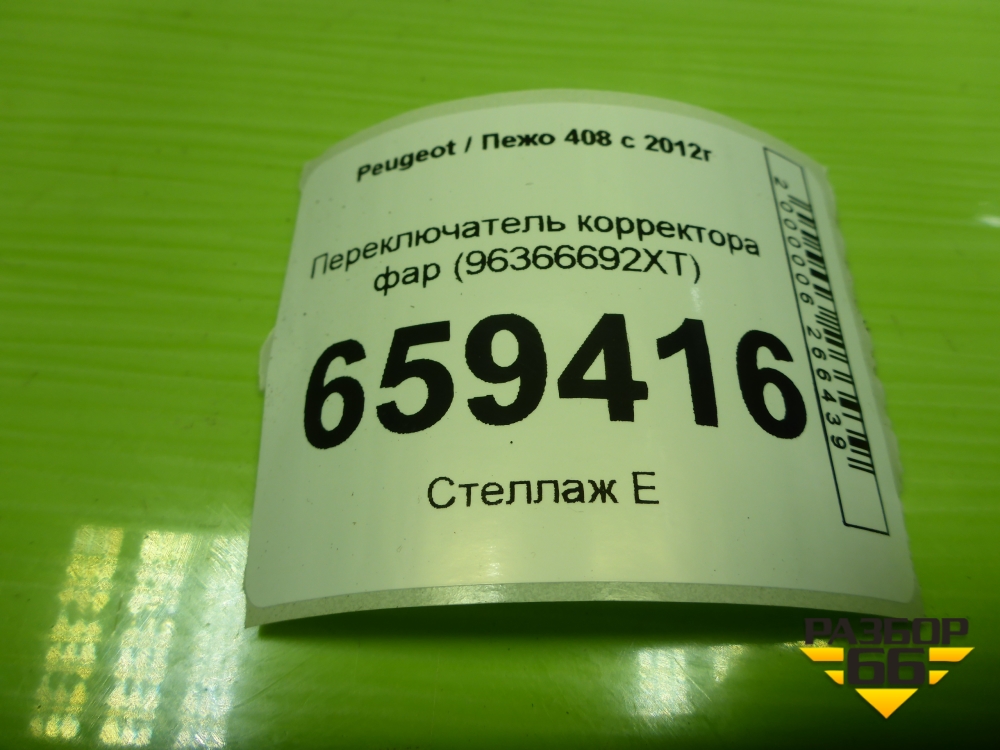 Peugeot / Пежо 408 с 2012г
Переключатель корректора
фар (96366692XT)
659416
Стеллаж Е
2000006266439
РАЗБОР
66